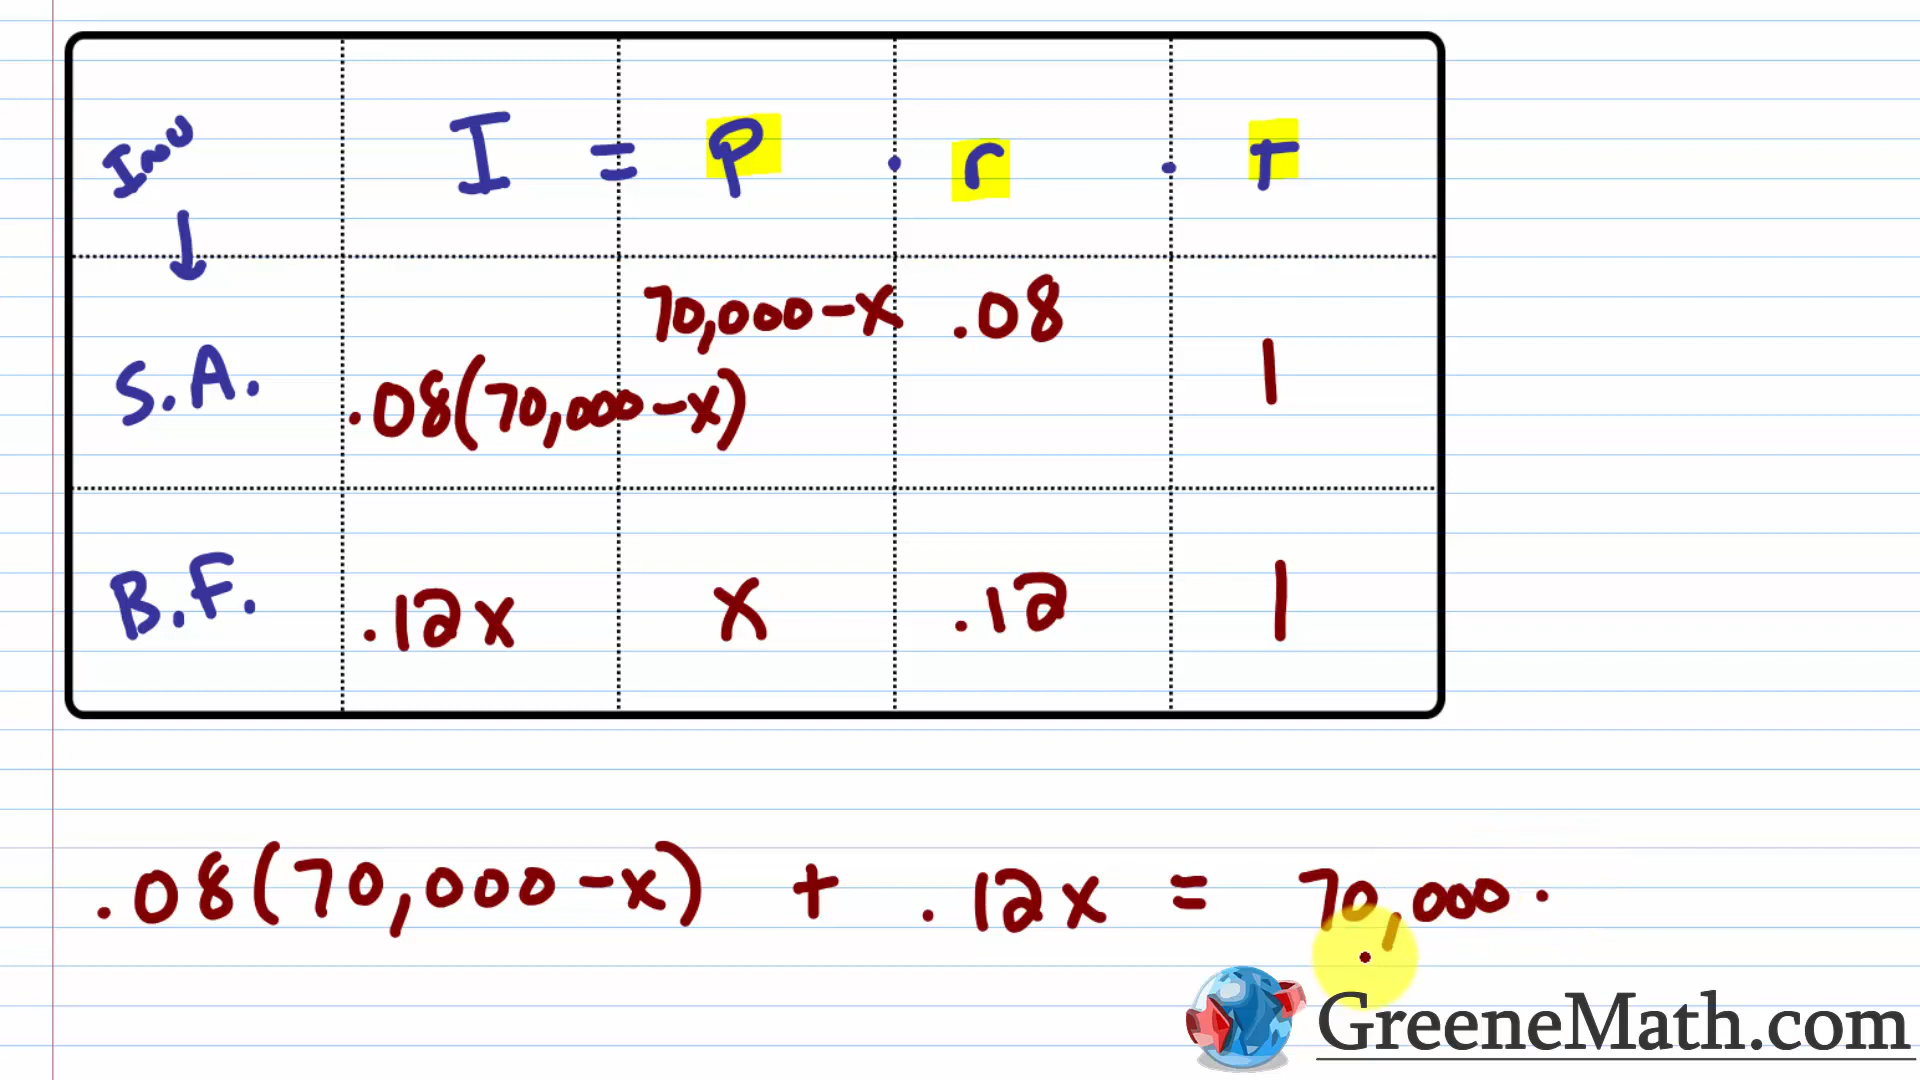 Inv I = P · r · t
70,000-x .08
S.A. .08(70,000-x) 1
B.F. .12x x .12 1
.08(70,000-x) + .12x = 70,000 ·
GreeneMath.com